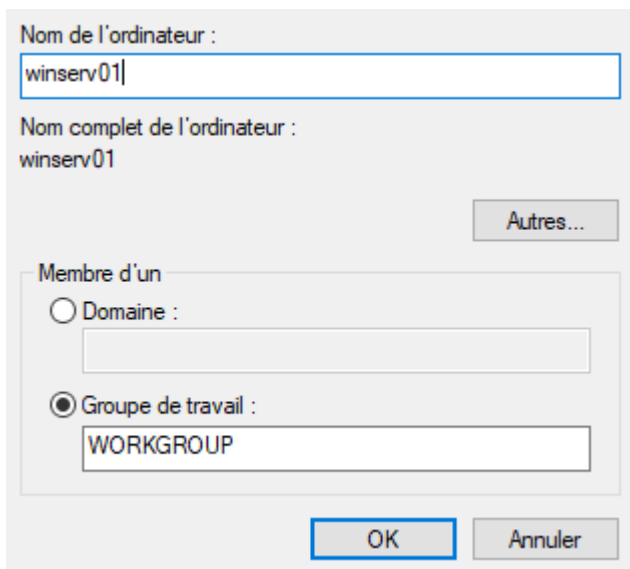 Nom de l'ordinateur :
winserv01
Nom complet de l'ordinateur :
winserv01
Autres...
Membre d'un
Domaine :
Groupe de travail :
WORKGROUP
OK Annuler